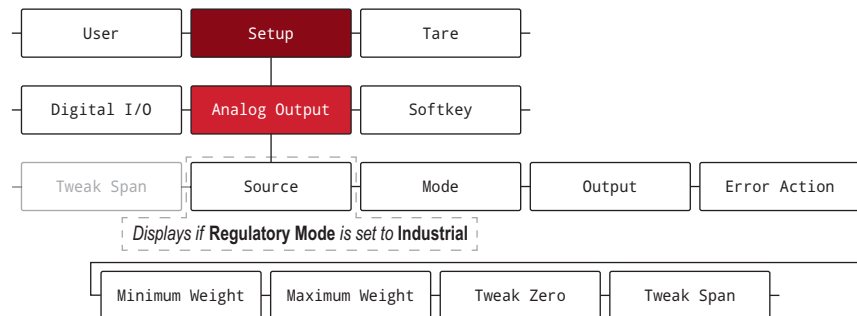 User Setup Tare
Digital I/O Analog Output Softkey
Tweak Span Source Mode Output Error Action
Displays if Regulatory Mode is set to Industrial
Minimum Weight Maximum Weight Tweak Zero Tweak Span